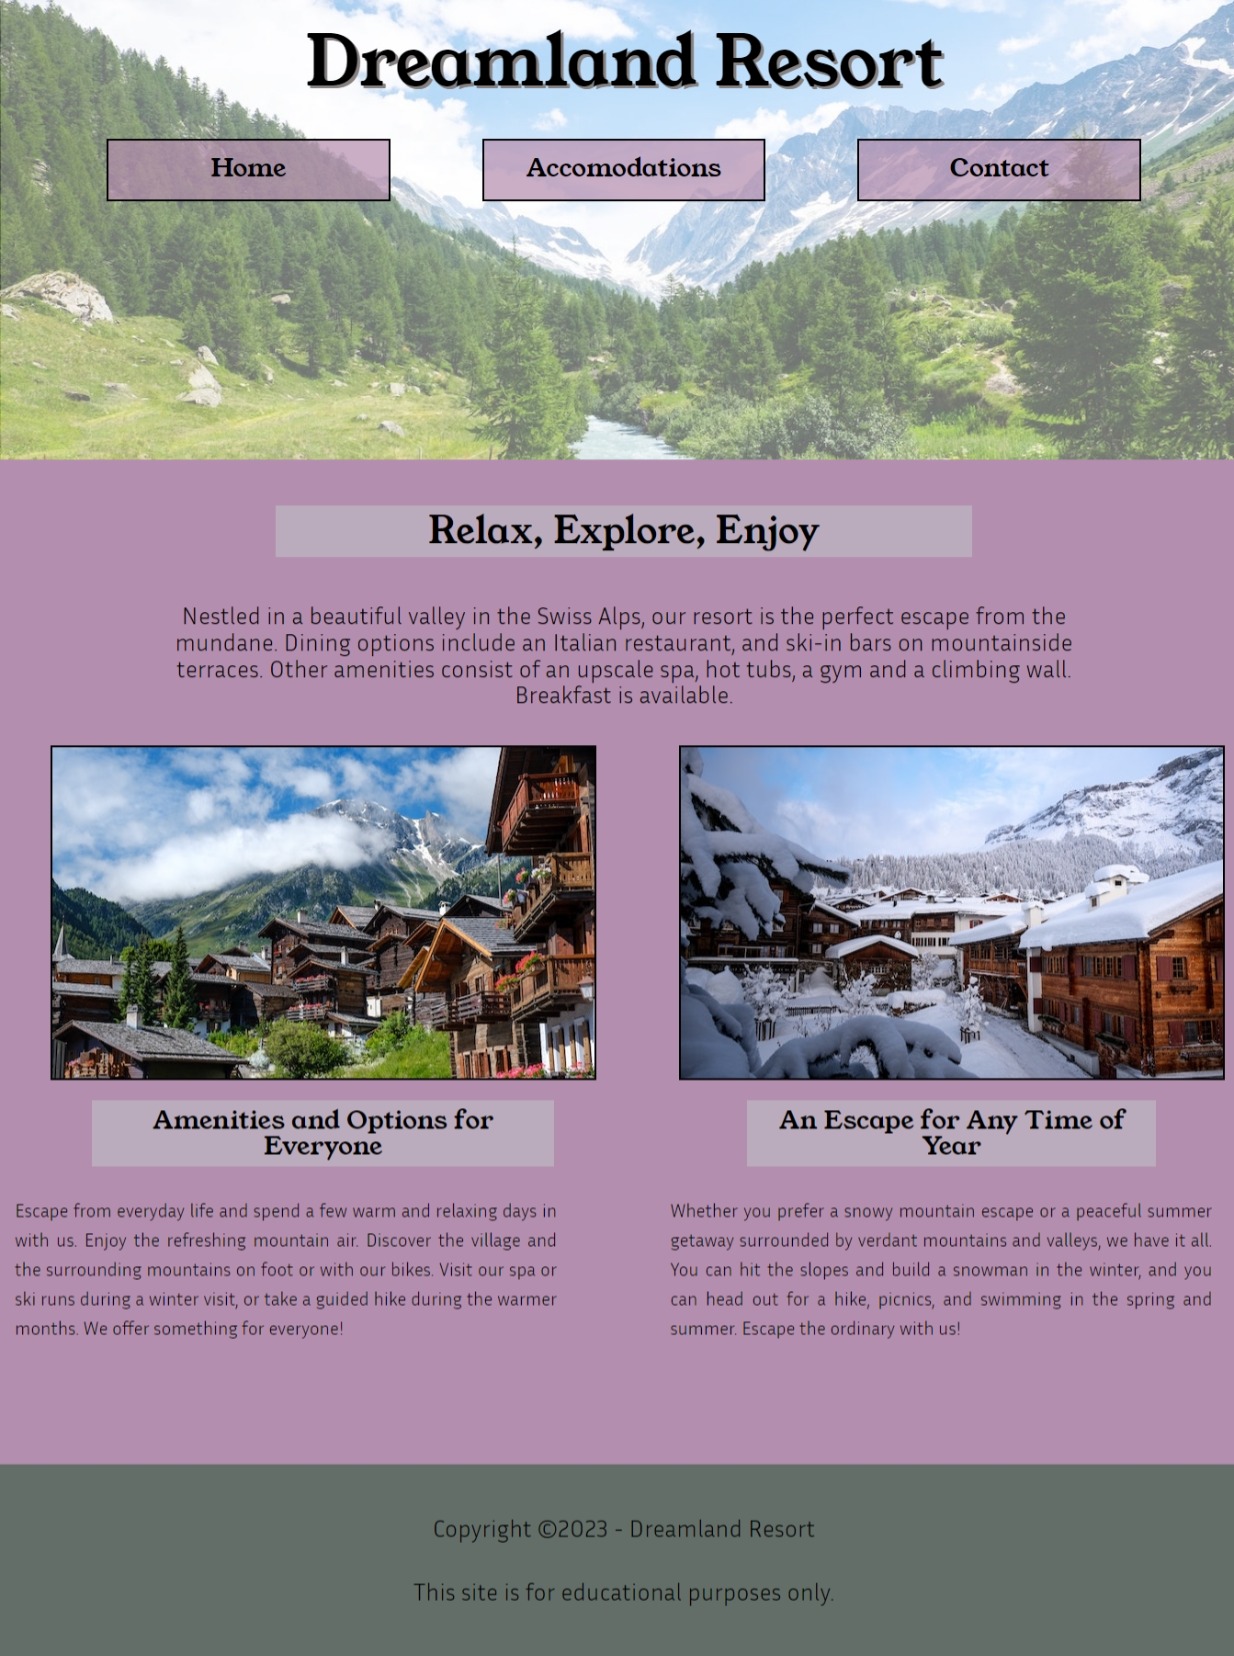 Dreamland Resort
Home
Accomodations
Contact
Relax, Explore, Enjoy
Nestled in a beautiful valley in the Swiss Alps, our resort is the perfect escape from the
mundane. Dining options include an Italian restaurant, and ski-in bars on mountainside
terraces. Other amenities consist of an upscale spa, hot tubs, a gym and a climbing wall.
Breakfast is available.
Amenities and Options for
Everyone
Escape from everyday life and spend a few warm and relaxing days in
with us. Enjoy the refreshing mountain air. Discover the village and
the surrounding mountains on foot or with our bikes. Visit our spa or
ski runs during a winter visit, or take a guided hike during the warmer
months. We offer something for everyone!
An Escape for Any Time of
Year
Whether you prefer a snowy mountain escape or a peaceful summer
getaway surrounded by verdant mountains and valleys, we have it all.
You can hit the slopes and build a snowman in the winter, and you
can head out for a hike, picnics, and swimming in the spring and
summer. Escape the ordinary with us!
Copyright ©2023 - Dreamland Resort
This site is for educational purposes only.